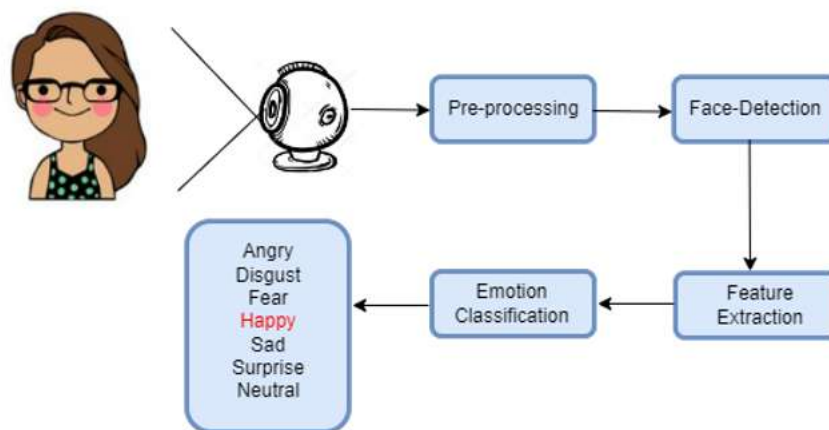 Pre-processing
Face-Detection
Feature
Extraction
Emotion
Classification
Angry
Disgust
Fear
Happy
Sad
Surprise
Neutral